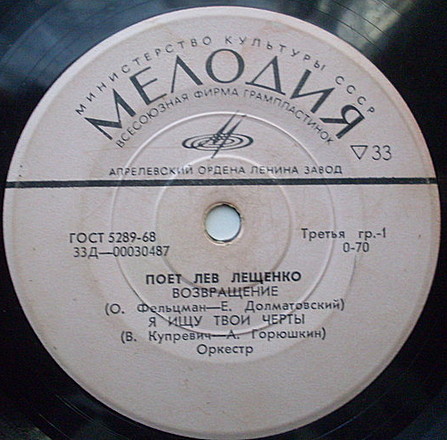 МИНИСТЕРСТВО КУЛЬТУРЫ СССР
МЕЛОДИЯ
ВСЕСОЮЗНАЯ ФИРМА ГРАМПЛАСТИНОК
▽33
АПРЕЛЕВСКИЙ ОРДЕНА ЛЕНИНА ЗАВОД
ГОСТ 5289-68
Третья гр.-1
33Д—00030487
0-70
ПОЕТ ЛЕВ ЛЕЩЕНКО
ВОЗВРАЩЕНИЕ
(О. Фельцман—Е. Долматовский)
Я ИЩУ ТВОИ ЧЕРТЫ
(В. Купревич—А. Горюшкин)
Оркестр